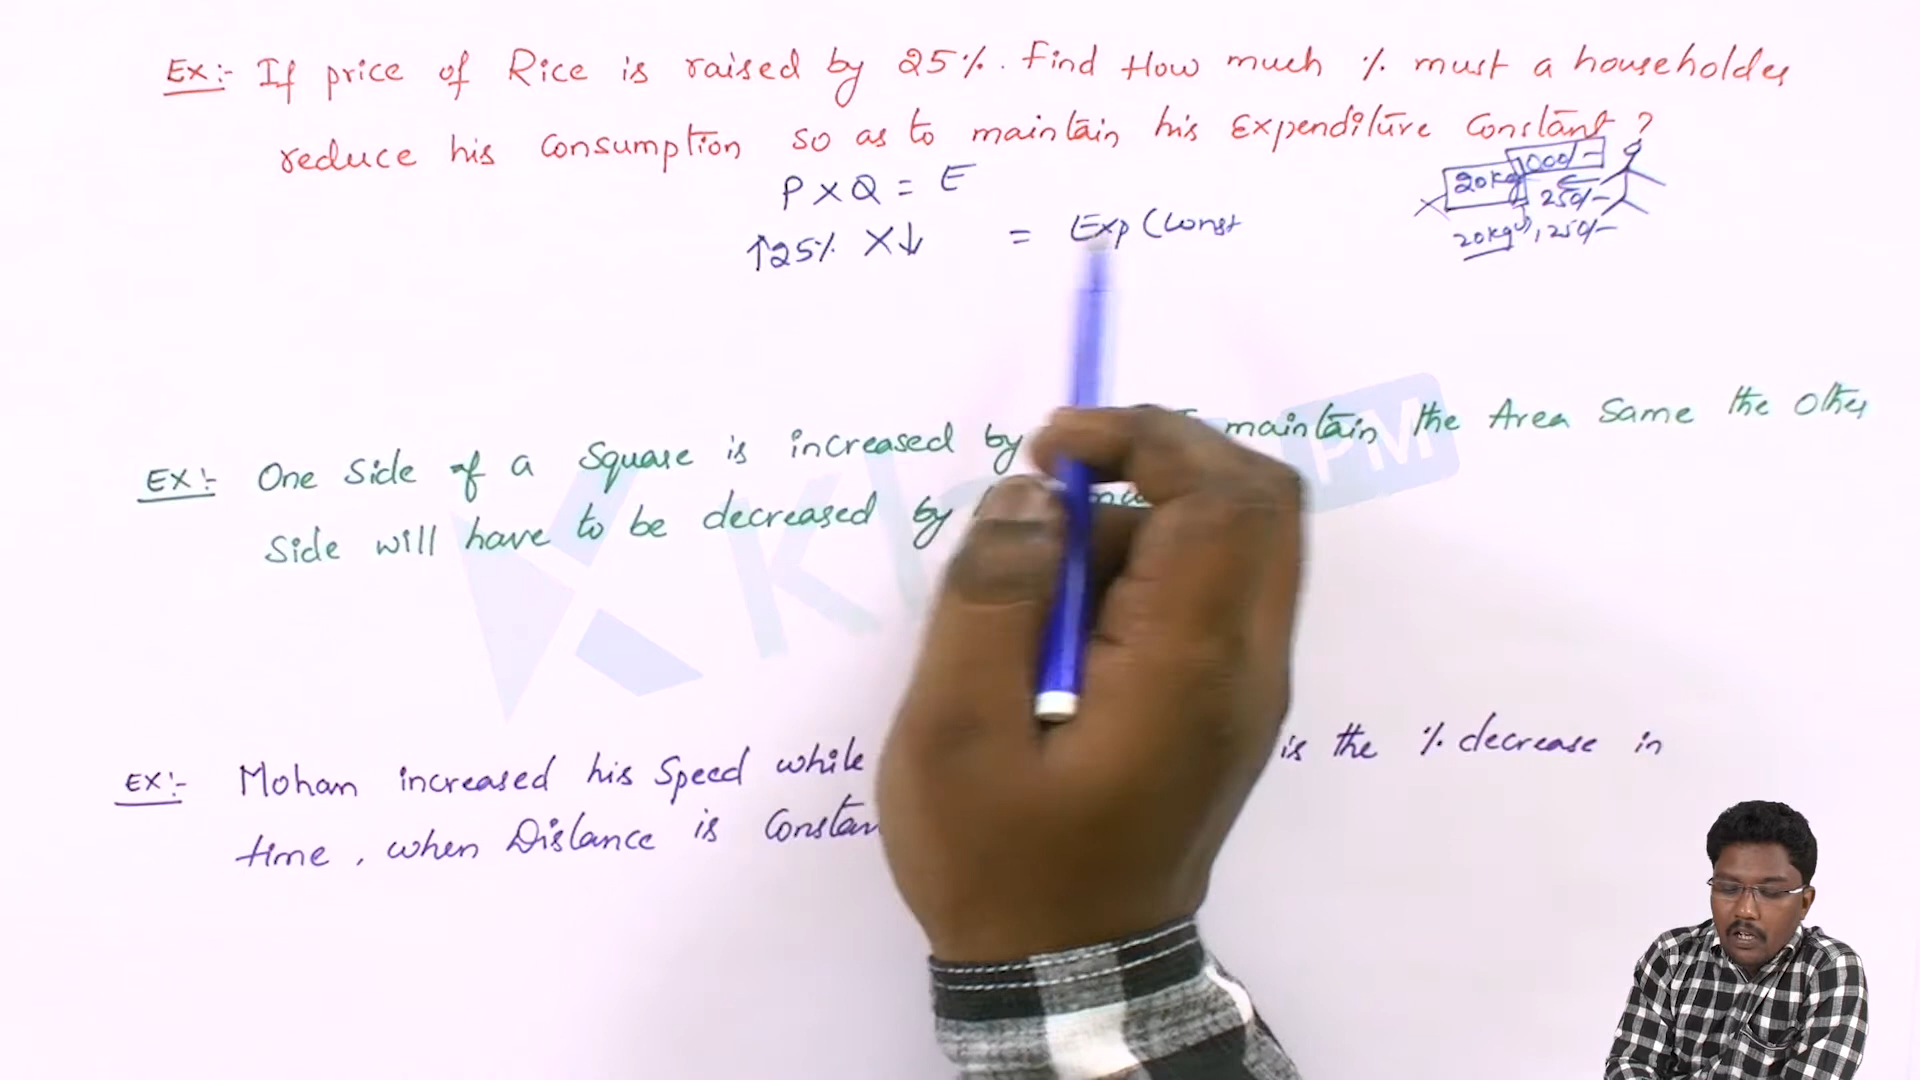 Ex:- If price of Rice is raised by 25%. Find How much % must a householder
reduce his Consumption so as to maintain his Expenditure Constant?
P X Q = E
↑25% X↓ = Exp (Const
1000/-
20kg 250/-
20kg, 250/-
EX:- One Side of a Square is increased by maintain the Area Same the Other
Side will have to be decreased by
PM
EX:- Mohan increased his Speed while is the % decrease in
time, when Distance is Constan